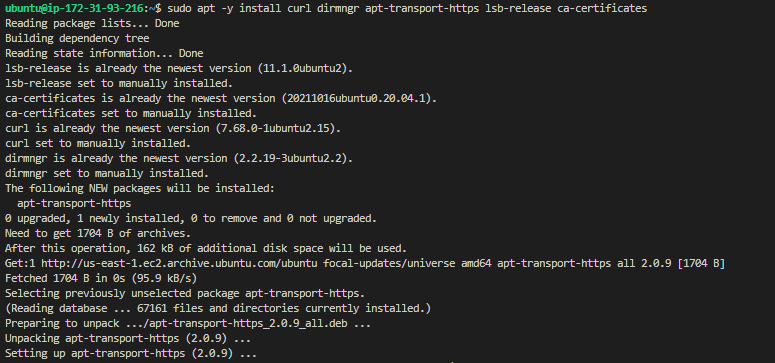 ubuntu@ip-172-31-93-216:~$ sudo apt -y install curl dirmngr apt-transport-https lsb-release ca-certificates
Reading package lists... Done
Building dependency tree
Reading state information... Done
lsb-release is already the newest version (11.1.0ubuntu2).
lsb-release set to manually installed.
ca-certificates is already the newest version (20211016ubuntu0.20.04.1).
ca-certificates set to manually installed.
curl is already the newest version (7.68.0-1ubuntu2.15).
curl set to manually installed.
dirmngr is already the newest version (2.2.19-3ubuntu2.2).
dirmngr set to manually installed.
The following NEW packages will be installed:
  apt-transport-https
0 upgraded, 1 newly installed, 0 to remove and 0 not upgraded.
Need to get 1704 B of archives.
After this operation, 162 kB of additional disk space will be used.
Get:1 http://us-east-1.ec2.archive.ubuntu.com/ubuntu focal-updates/universe amd64 apt-transport-https all 2.0.9 [1704 B]
Fetched 1704 B in 0s (95.9 kB/s)
Selecting previously unselected package apt-transport-https.
(Reading database ... 67161 files and directories currently installed.)
Preparing to unpack .../apt-transport-https_2.0.9_all.deb ...
Unpacking apt-transport-https (2.0.9) ...
Setting up apt-transport-https (2.0.9) ...